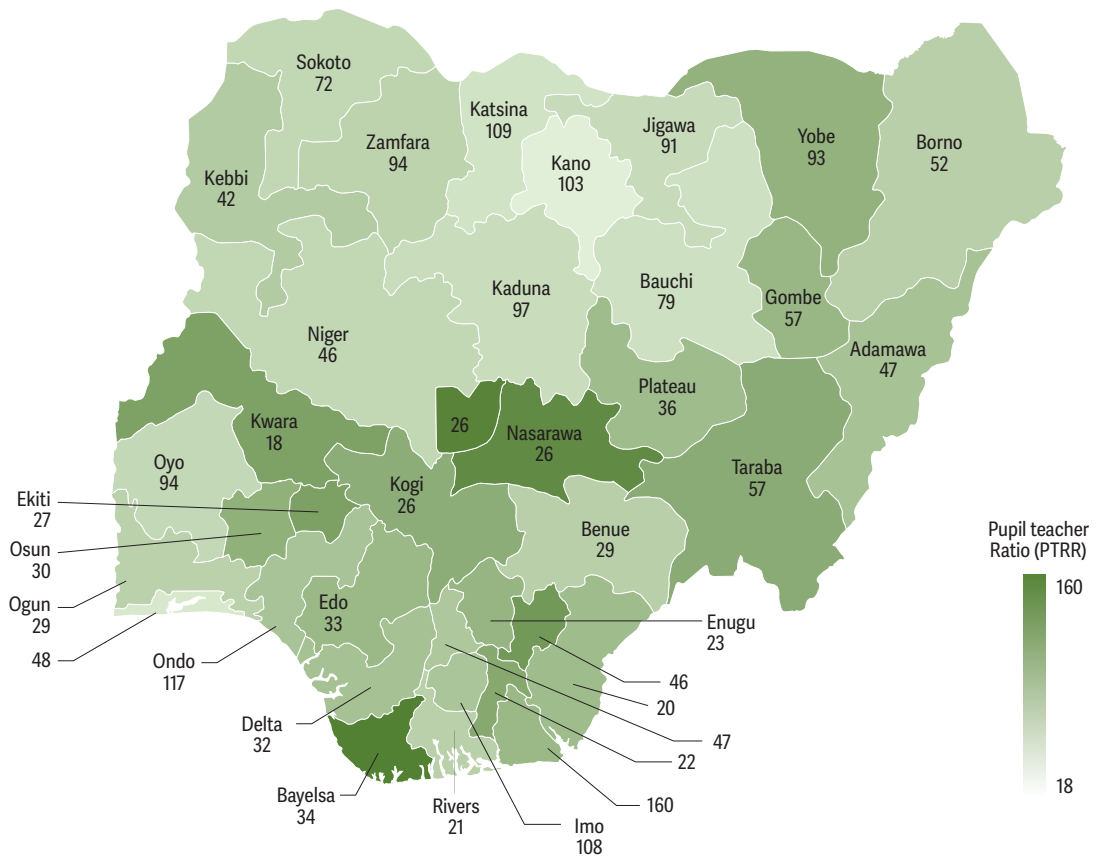 Sokoto
72
Katsina
109
Zamfara
94
Jigawa
91
Yobe
93
Borno
52
Kano
103
Kebbi
42
Kaduna
97
Bauchi
79
Gombe
57
Niger
46
Adamawa
47
Plateau
36
Kwara
18
26
Nasarawa
26
Oyo
94
Kogi
26
Taraba
57
Ekiti
27
Benue
29
Osun
30
Ogun
29
Edo
33
Enugu
23
48
Ondo
117
46
20
Delta
32
47
22
Bayelsa
34
Rivers
21
160
Imo
108
Pupil teacher
Ratio (PTRR)
160
18